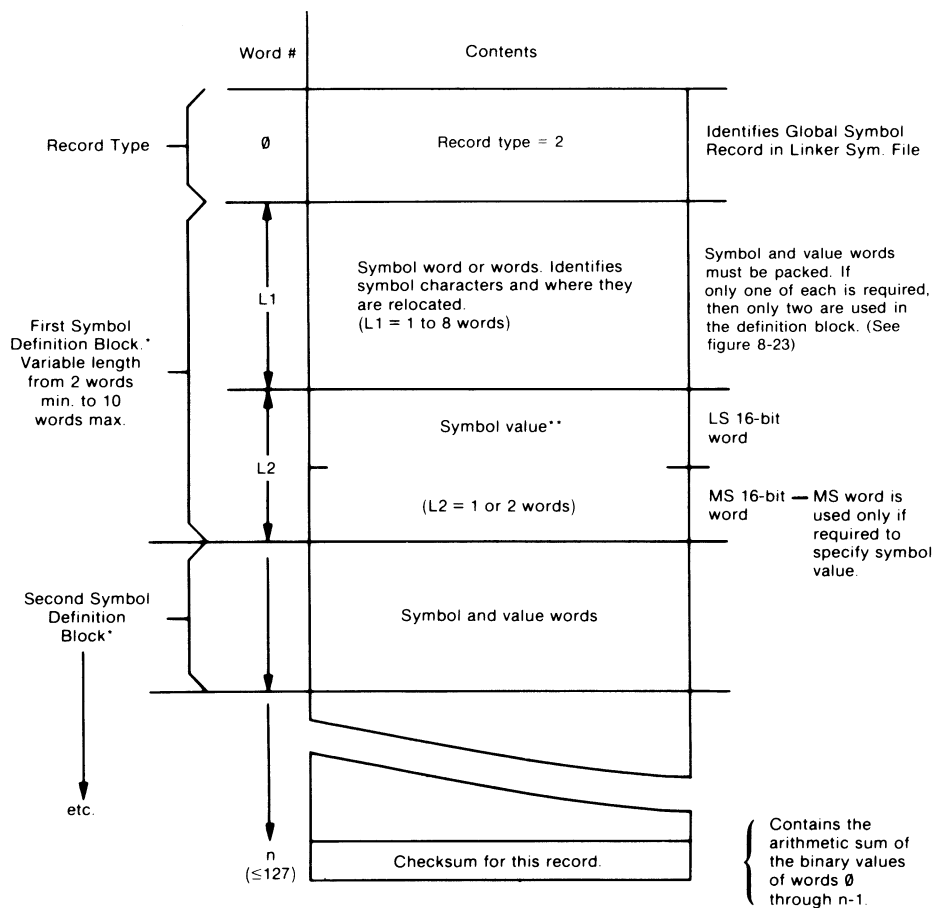 Word #
Contents
Record Type
Ø
Record type = 2
Identifies Global Symbol
Record in Linker Sym. File
First Symbol
Definition Block.*
Variable length
from 2 words
min. to 10
words max.
L1
Symbol word or words. Identifies
symbol characters and where they
are relocated.
(L1 = 1 to 8 words)
Symbol and value words
must be packed. If
only one of each is required,
then only two are used in
the definition block. (See
figure 8-23)
L2
Symbol value**
(L2 = 1 or 2 words)
LS 16-bit
word
MS 16-bit
word
MS word is
used only if
required to
specify symbol
value.
Second Symbol
Definition
Block*
Symbol and value words
etc.
n
(≤127)
Checksum for this record.
Contains the
arithmetic sum of
the binary values
of words Ø
through n-1.